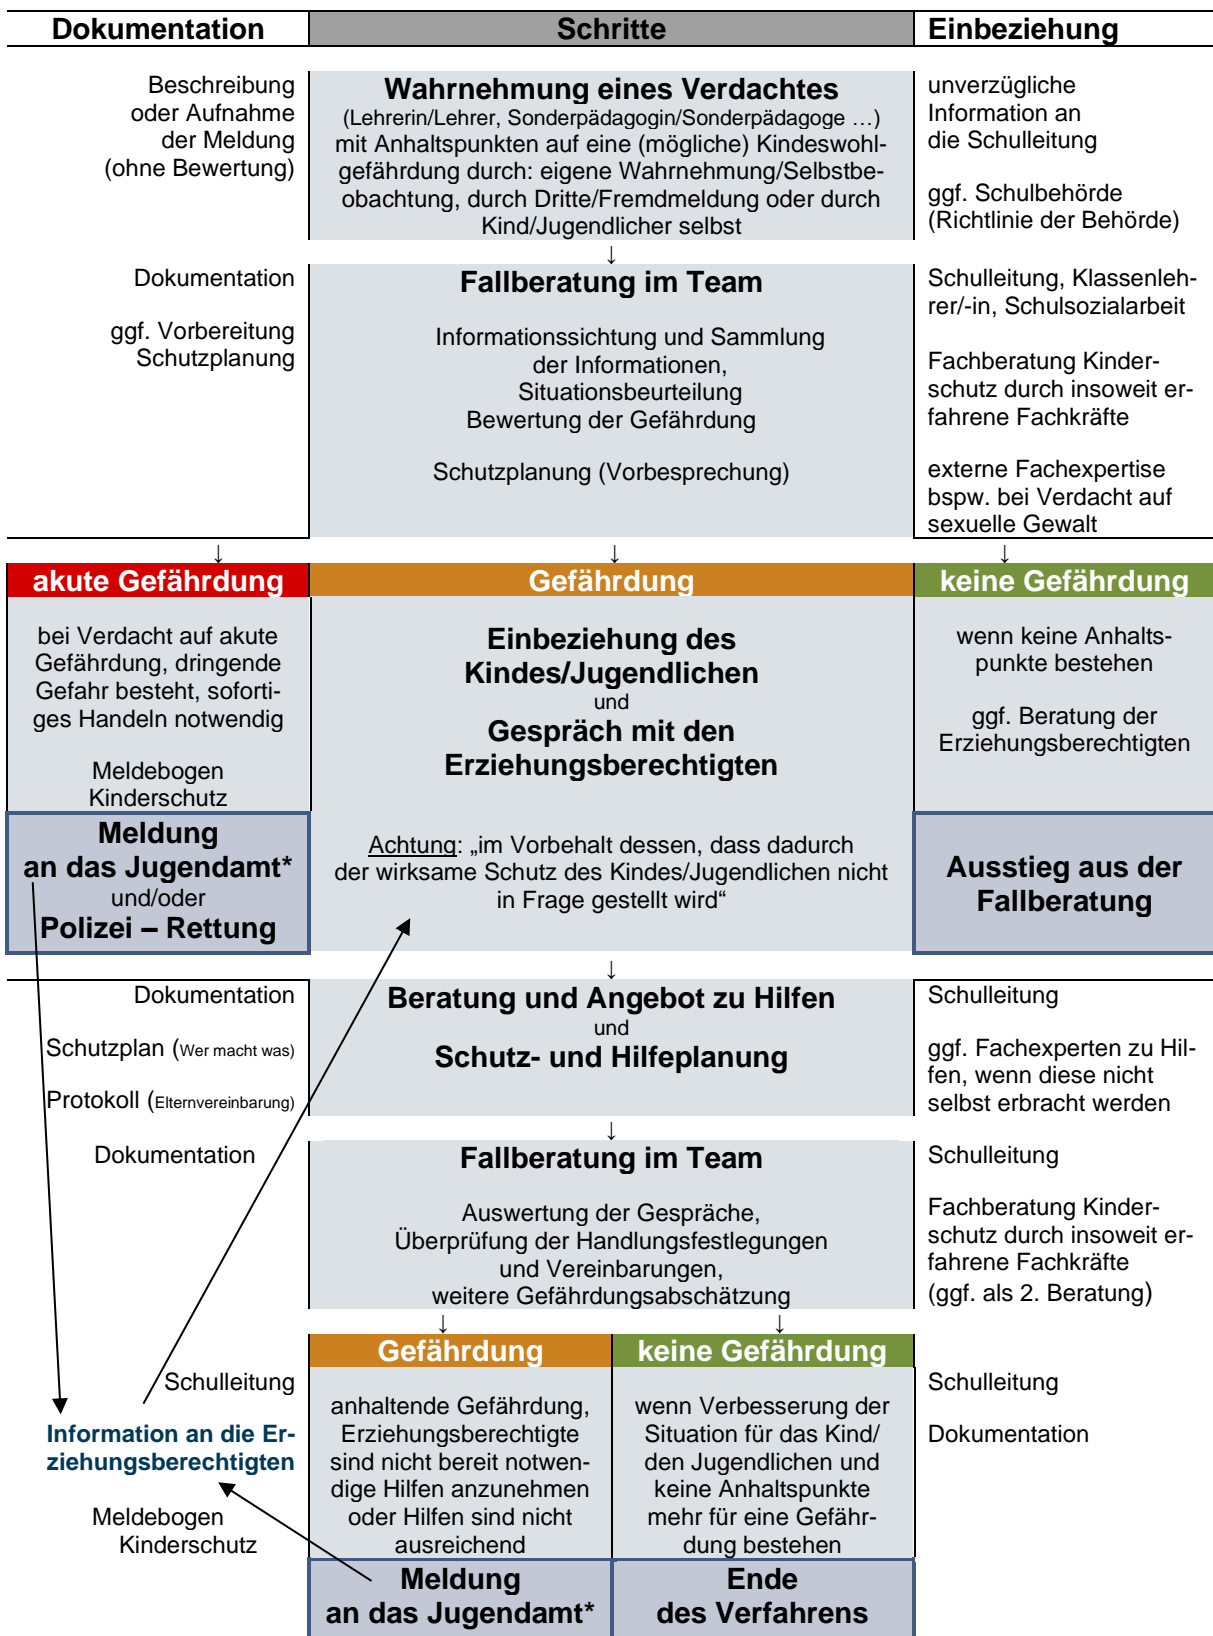 Dokumentation
Schritte
Einbeziehung
Beschreibung
oder Aufnahme
der Meldung
(ohne Bewertung)
Wahrnehmung eines Verdachtes
(Lehrerin/Lehrer, Sonderpädagogin/Sonderpädagoge …)
mit Anhaltspunkten auf eine (mögliche) Kindeswohl-
gefährdung durch: eigene Wahrnehmung/Selbstbe-
obachtung, durch Dritte/Fremdmeldung oder durch
Kind/Jugendlicher selbst
unverzügliche
Information an
die Schulleitung
ggf. Schulbehörde
(Richtlinie der Behörde)
↓
Dokumentation
ggf. Vorbereitung
Schutzplanung
Fallberatung im Team
Informationssichtung und Sammlung
der Informationen,
Situationsbeurteilung
Bewertung der Gefährdung
Schutzplanung (Vorbesprechung)
Schulleitung, Klassenleh-
rer/-in, Schulsozialarbeit
Fachberatung Kinder-
schutz durch insoweit er-
fahrene Fachkräfte
externe Fachexpertise
bspw. bei Verdacht auf
sexuelle Gewalt
↓ ↓ ↓
akute Gefährdung
Gefährdung
keine Gefährdung
bei Verdacht auf akute
Gefährdung, dringende
Gefahr besteht, soforti-
ges Handeln notwendig
Meldebogen
Kinderschutz
Meldung
an das Jugendamt*
und/oder
Polizei – Rettung
Einbeziehung des
Kindes/Jugendlichen
und
Gespräch mit den
Erziehungsberechtigten
Achtung: „im Vorbehalt dessen, dass dadurch
der wirksame Schutz des Kindes/Jugendlichen nicht
in Frage gestellt wird“
wenn keine Anhalts-
punkte bestehen
ggf. Beratung der
Erziehungsberechtigten
Ausstieg aus der
Fallberatung
↓
Dokumentation
Schutzplan (Wer macht was)
Protokoll (Elternvereinbarung)
Beratung und Angebot zu Hilfen
und
Schutz- und Hilfeplanung
Schulleitung
ggf. Fachexperten zu Hil-
fen, wenn diese nicht
selbst erbracht werden
↓
Dokumentation
Fallberatung im Team
Auswertung der Gespräche,
Überprüfung der Handlungsfestlegungen
und Vereinbarungen,
weitere Gefährdungsabschätzung
Schulleitung
Fachberatung Kinder-
schutz durch insoweit er-
fahrene Fachkräfte
(ggf. als 2. Beratung)
↓ ↓
Gefährdung
keine Gefährdung
Schulleitung
Information an die Er-
ziehungsberechtigten
Meldebogen
Kinderschutz
anhaltende Gefährdung,
Erziehungsberechtigte
sind nicht bereit notwen-
dige Hilfen anzunehmen
oder Hilfen sind nicht
ausreichend
Meldung
an das Jugendamt*
wenn Verbesserung der
Situation für das Kind/
den Jugendlichen und
keine Anhaltspunkte
mehr für eine Gefähr-
dung bestehen
Ende
des Verfahrens
Schulleitung
Dokumentation